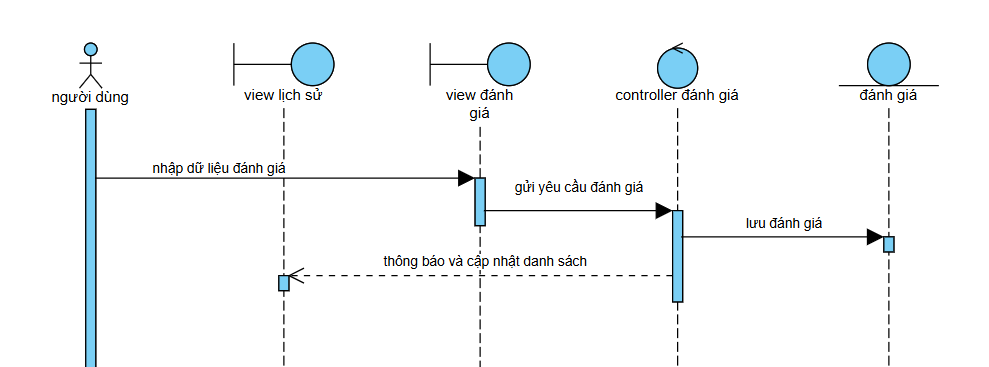 người dùng
view lịch sử
view đánh
giá
controller đánh giá
đánh giá
nhập dữ liệu đánh giá
gửi yêu cầu đánh giá
lưu đánh giá
thông báo và cập nhật danh sách